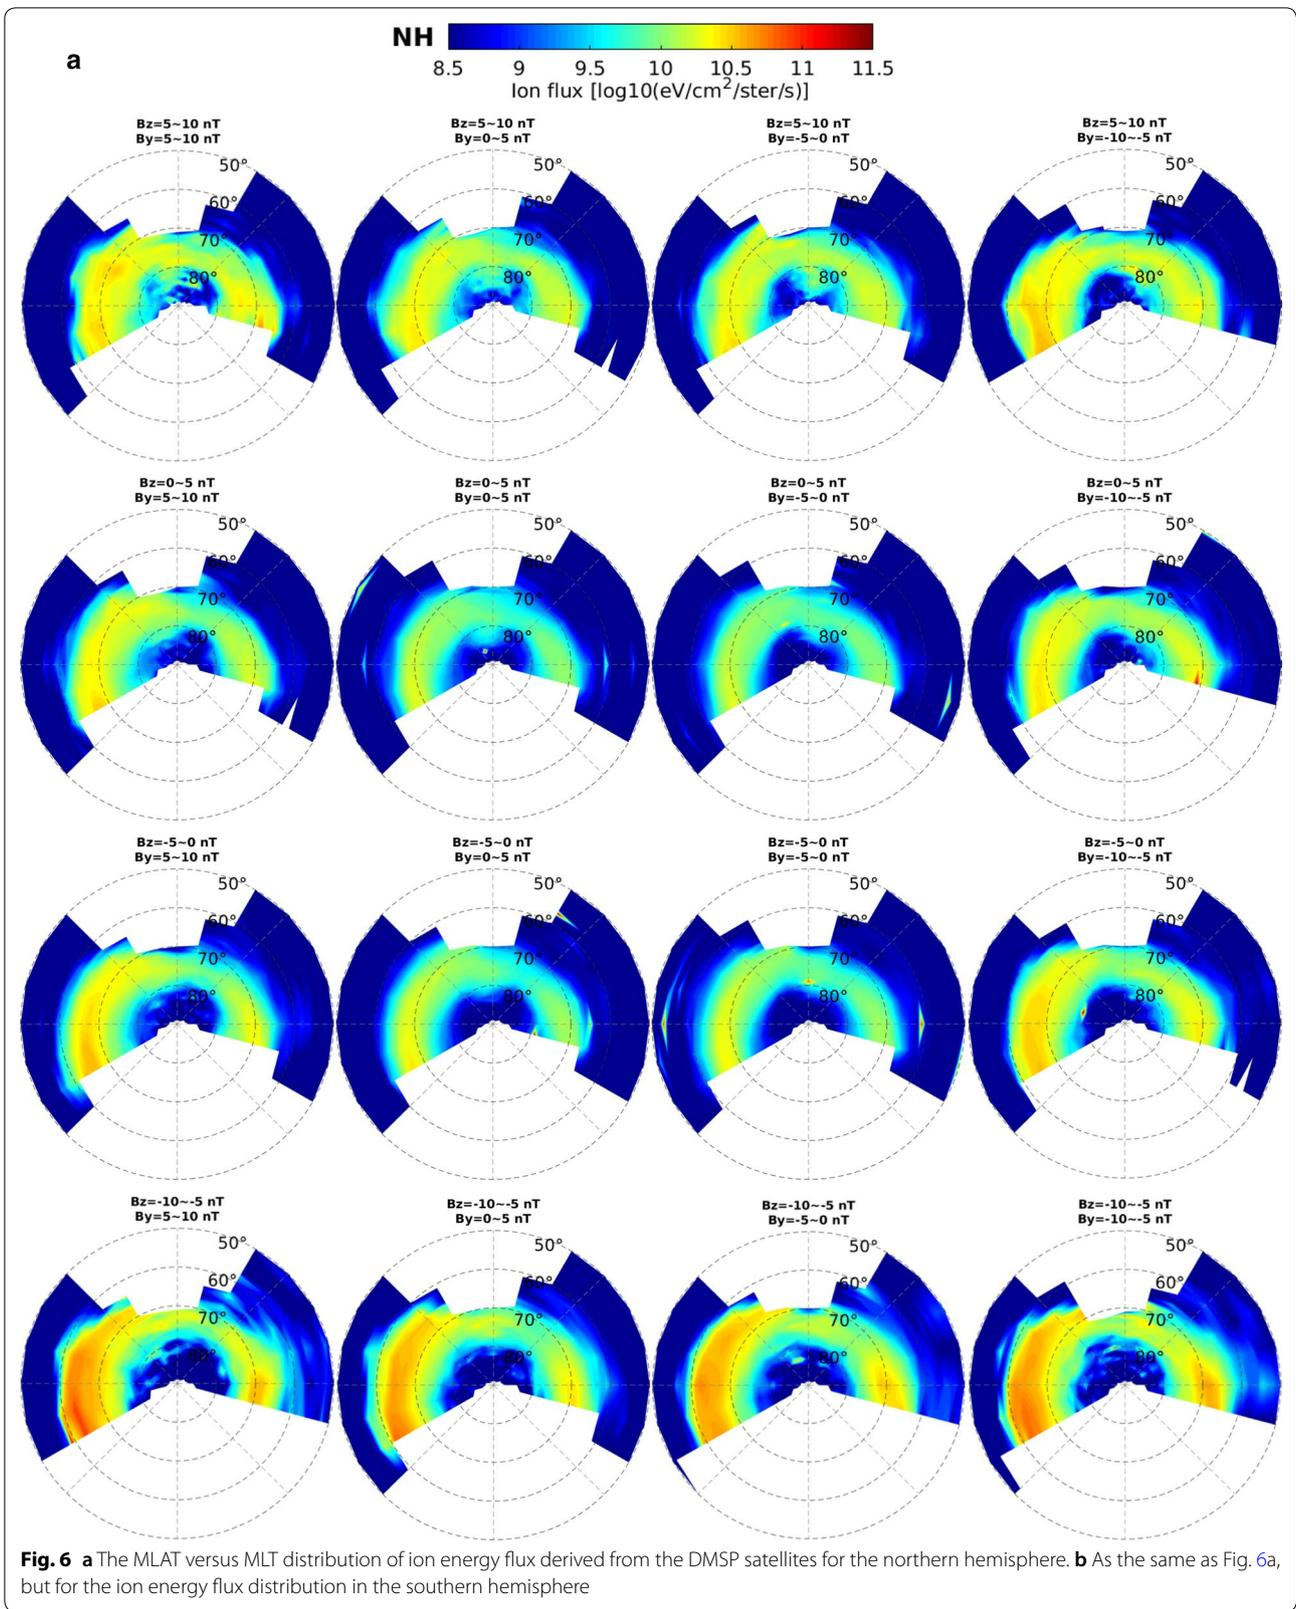 a
NH
8.5 9 9.5 10 10.5 11 11.5
Ion flux [log10(eV/cm²/ster/s)]
Bz=5~10 nT Bz=5~10 nT Bz=5~10 nT Bz=5~10 nT
By=5~10 nT By=0~5 nT By=-5~0 nT By=-10~-5 nT
50° 50° 50° 50°
60° 60° 60° 60°
70° 70° 70° 70°
80° 80° 80° 80°
Bz=0~5 nT Bz=0~5 nT Bz=0~5 nT Bz=0~5 nT
By=5~10 nT By=0~5 nT By=-5~0 nT By=-10~-5 nT
50° 50° 50° 50°
60° 60° 60° 60°
70° 70° 70° 70°
80° 80° 80° 80°
Bz=-5~0 nT Bz=-5~0 nT Bz=-5~0 nT Bz=-5~0 nT
By=5~10 nT By=0~5 nT By=-5~0 nT By=-10~-5 nT
50° 50° 50° 50°
60° 60° 60° 60°
70° 70° 70° 70°
80° 80° 80° 80°
Bz=-10~-5 nT Bz=-10~-5 nT Bz=-10~-5 nT Bz=-10~-5 nT
By=5~10 nT By=0~5 nT By=-5~0 nT By=-10~-5 nT
50° 50° 50° 50°
60° 60° 60° 60°
70° 70° 70° 70°
80° 80° 80° 80°
Fig. 6 a The MLAT versus MLT distribution of ion energy flux derived from the DMSP satellites for the northern hemisphere. b As the same as Fig. 6a,
but for the ion energy flux distribution in the southern hemisphere